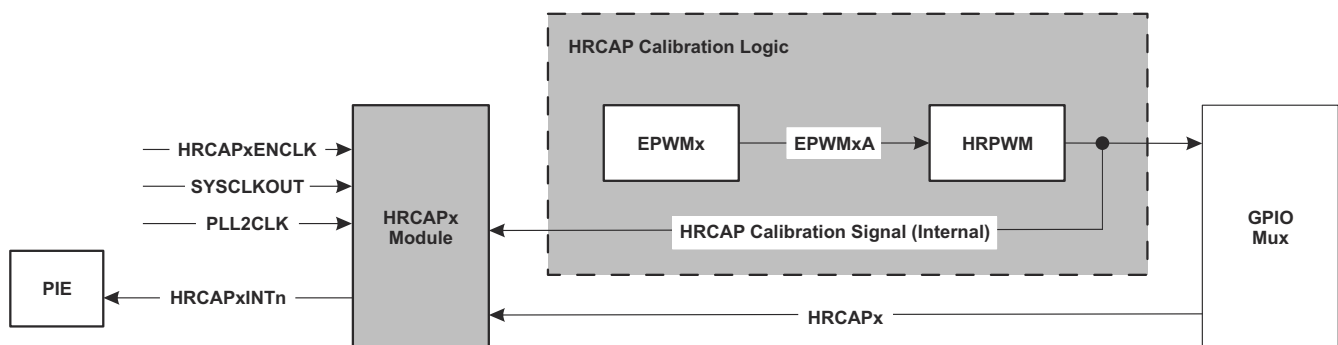 HRCAP Calibration Logic
EPWMx
EPWMxA
HRPWM
HRCAPxENCLK
SYSCLKOUT
PLL2CLK
HRCAPx
Module
HRCAP Calibration Signal (Internal)
GPIO
Mux
PIE
HRCAPxINTn
HRCAPx